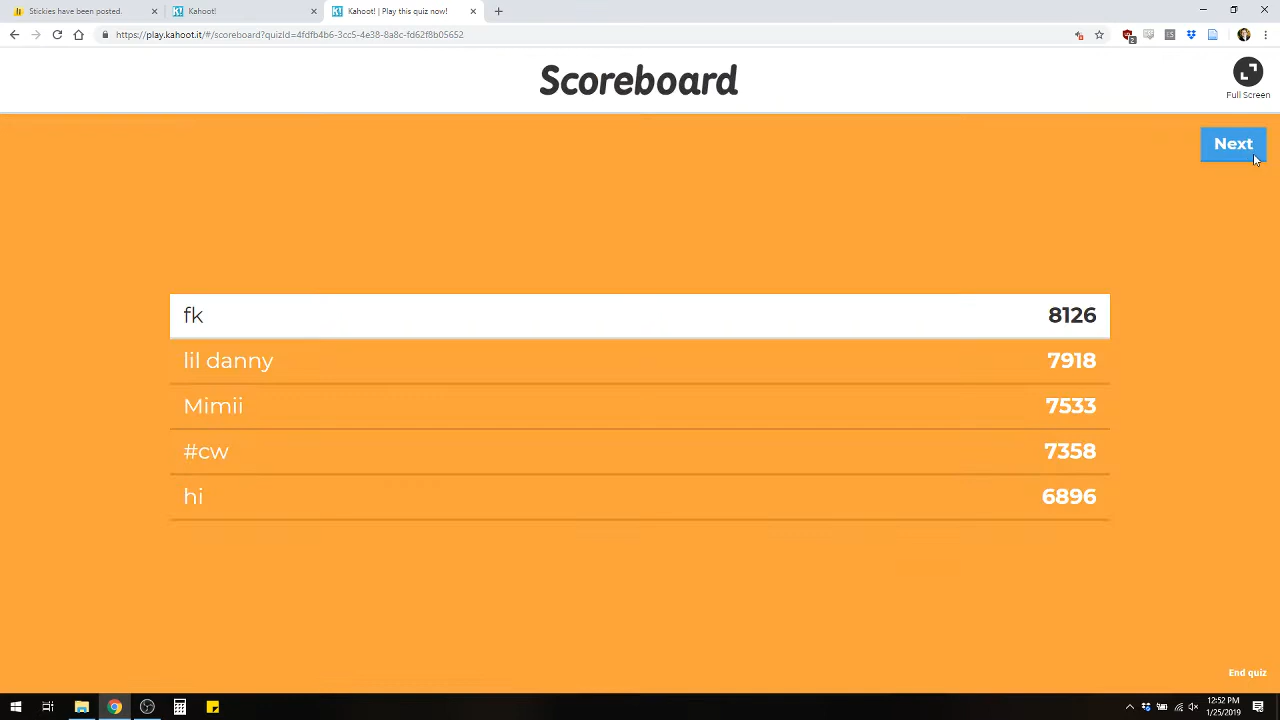 Stickies have been posted.
Kahoot!
Kahoot! | Play this quiz now!
https://play.kahoot.it/#/scoreboard?quizId=4fdfb4b6-3cc5-4e38-8a8c-fd62f8b05652
Scoreboard
Full Screen
Next
fk 8126
lil danny 7918
Mimii 7533
#cw 7358
hi 6896
End quiz
12:52 PM
1/25/2019